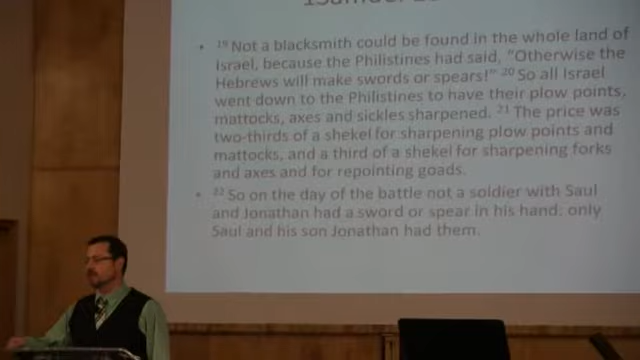 • ¹⁹ Not a blacksmith could be found in the whole land of
Israel, because the Philistines had said, "Otherwise the
Hebrews will make swords or spears!" ²⁰ So all Israel
went down to the Philistines to have their plow points,
mattocks, axes and sickles sharpened. ²¹ The price was
two-thirds of a shekel for sharpening plow points and
mattocks, and a third of a shekel for sharpening forks
and axes and for repointing goads.
• ²² So on the day of the battle not a soldier with Saul
and Jonathan had a sword or spear in his hand; only
Saul and his son Jonathan had them.